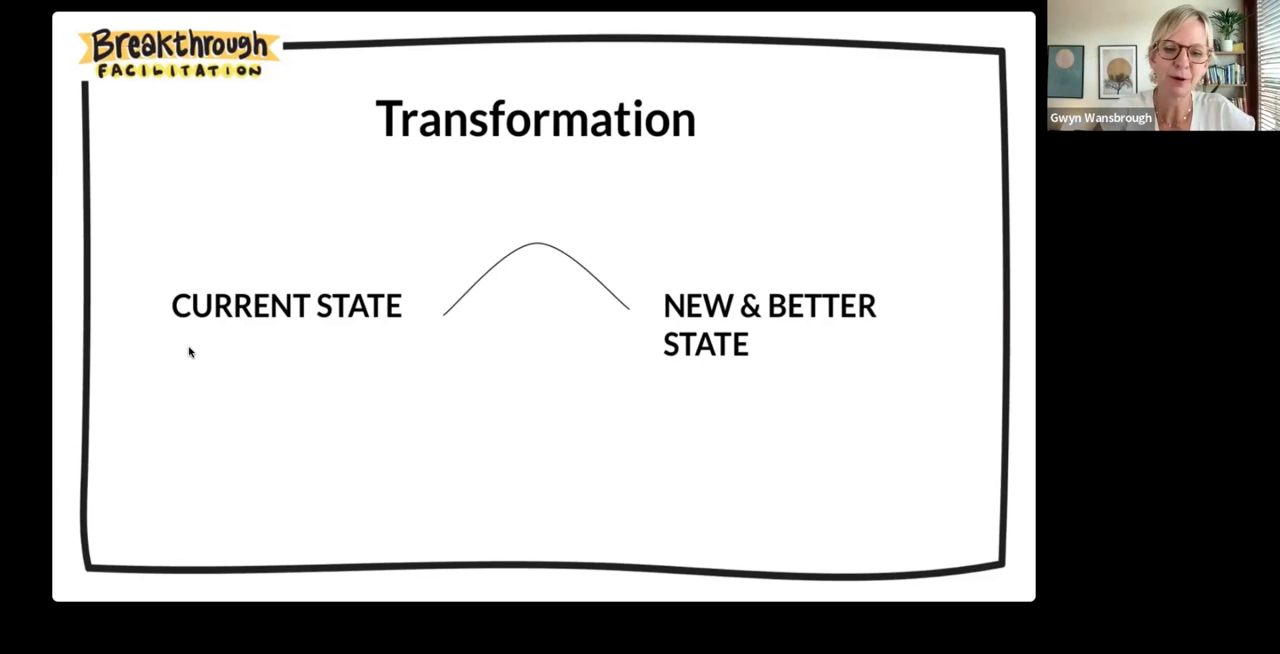 Breakthrough
FACILITATION
Transformation
CURRENT STATE
NEW & BETTER
STATE
Gwyn Wansbrough